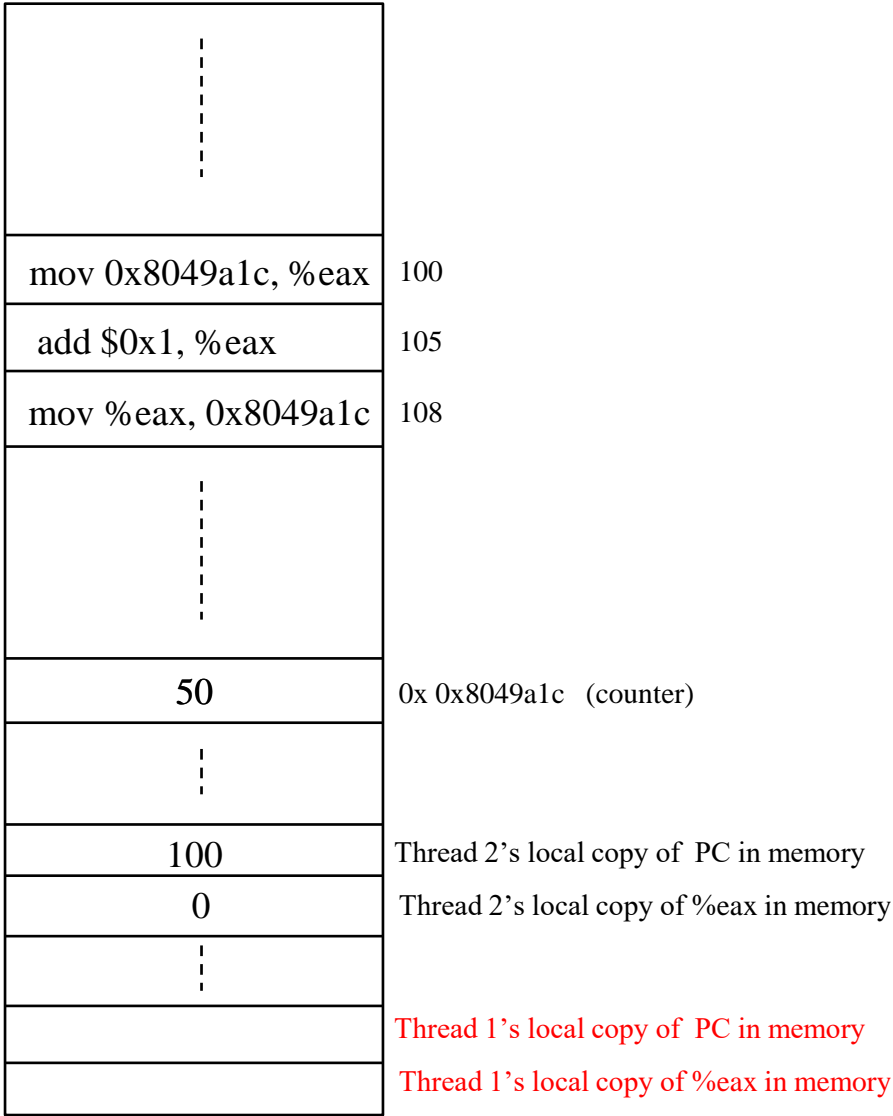 mov 0x8049a1c, %eax 100
add $0x1, %eax 105
mov %eax, 0x8049a1c 108
50 0x 0x8049a1c (counter)
100 Thread 2’s local copy of PC in memory
0 Thread 2’s local copy of %eax in memory
Thread 1’s local copy of PC in memory
Thread 1’s local copy of %eax in memory